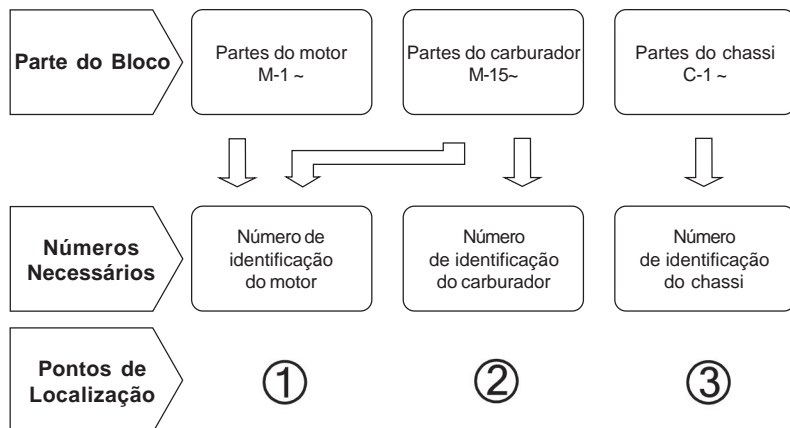 Parte do Bloco
Partes do motor
M-1 ~
Partes do carburador
M-15~
Partes do chassi
C-1 ~
Números
Necessários
Número de
identificação
do motor
Número
de identificação
do carburador
Número
de identificação
do chassi
Pontos de
Localização
1
2
3